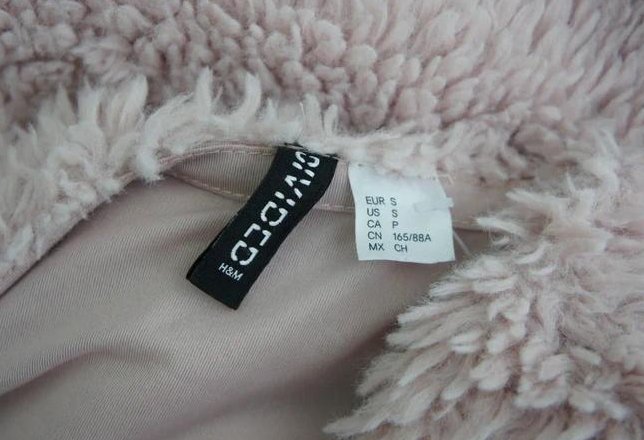 DIVIDED
H&M
EUR S
US S
CA P
CN 165/88A
MX CH